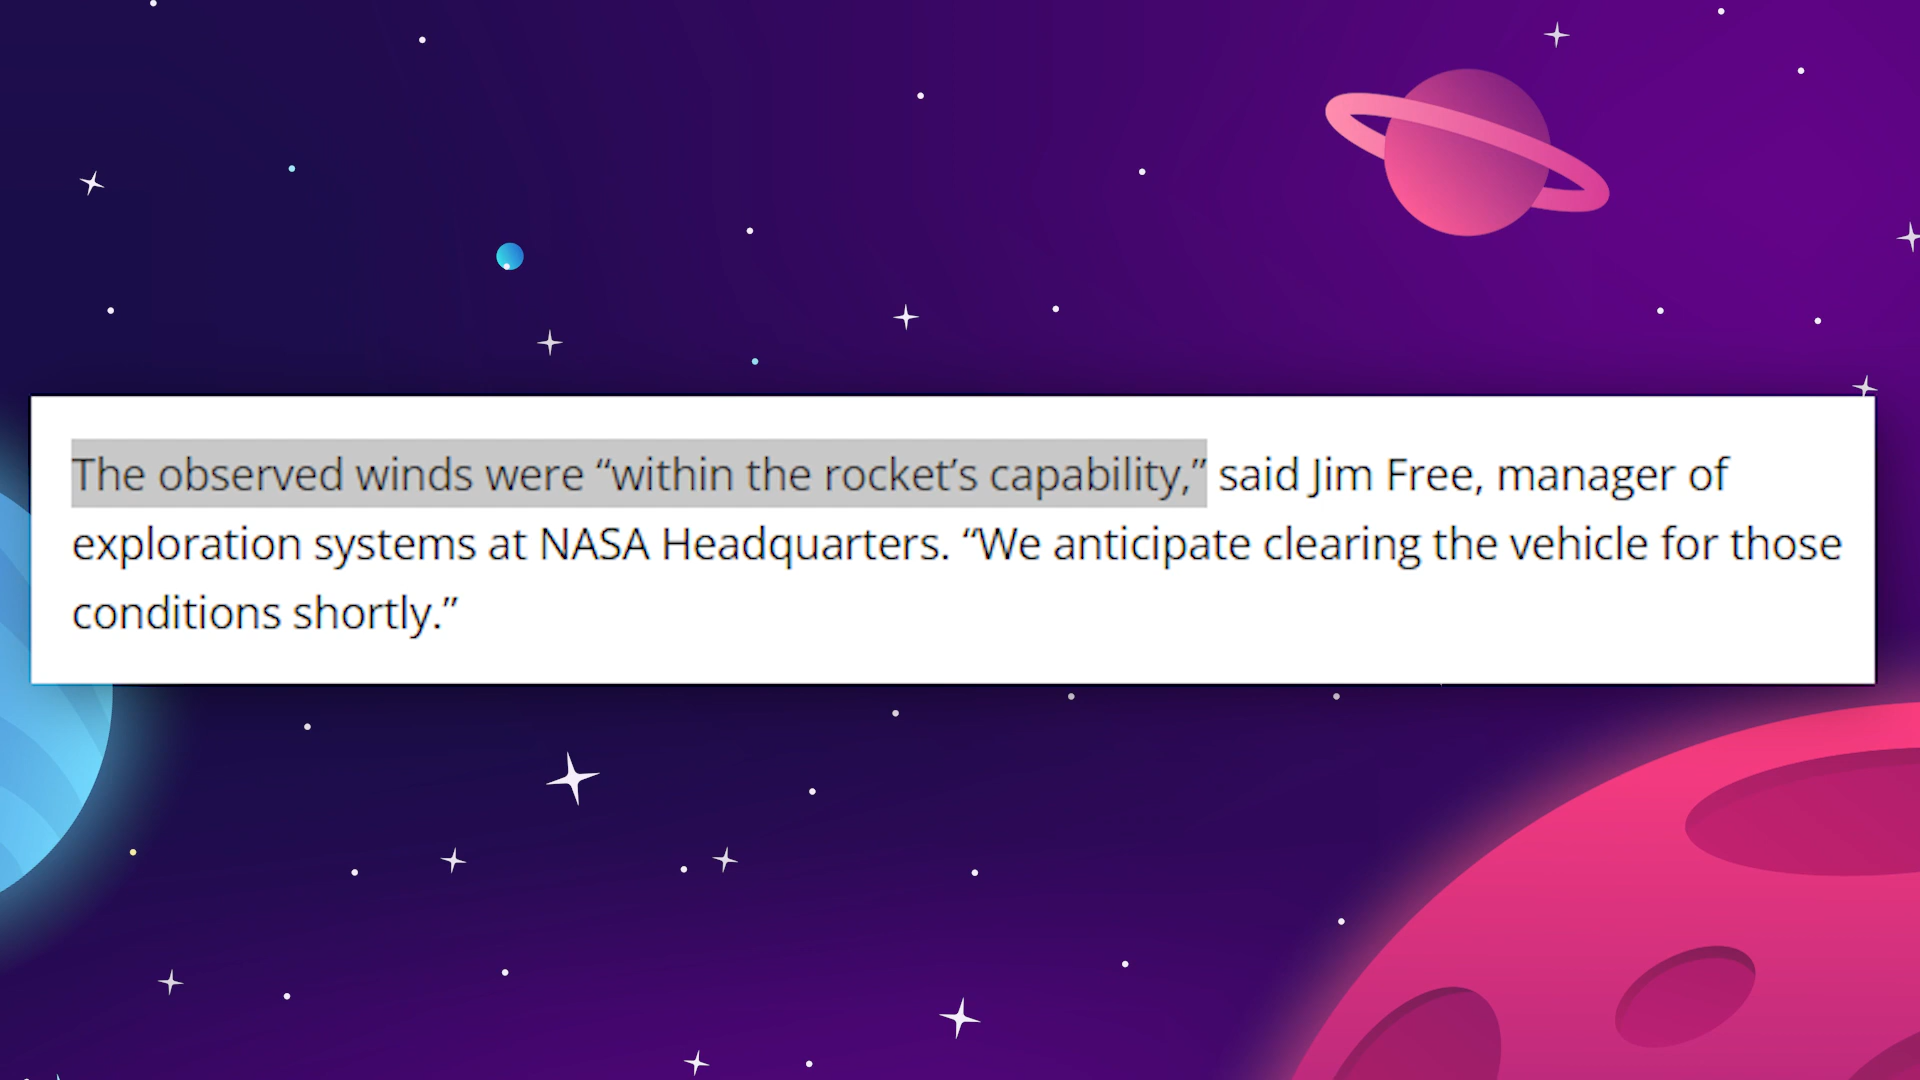 The observed winds were “within the rocket’s capability,” said Jim Free, manager of
exploration systems at NASA Headquarters. “We anticipate clearing the vehicle for those
conditions shortly.”